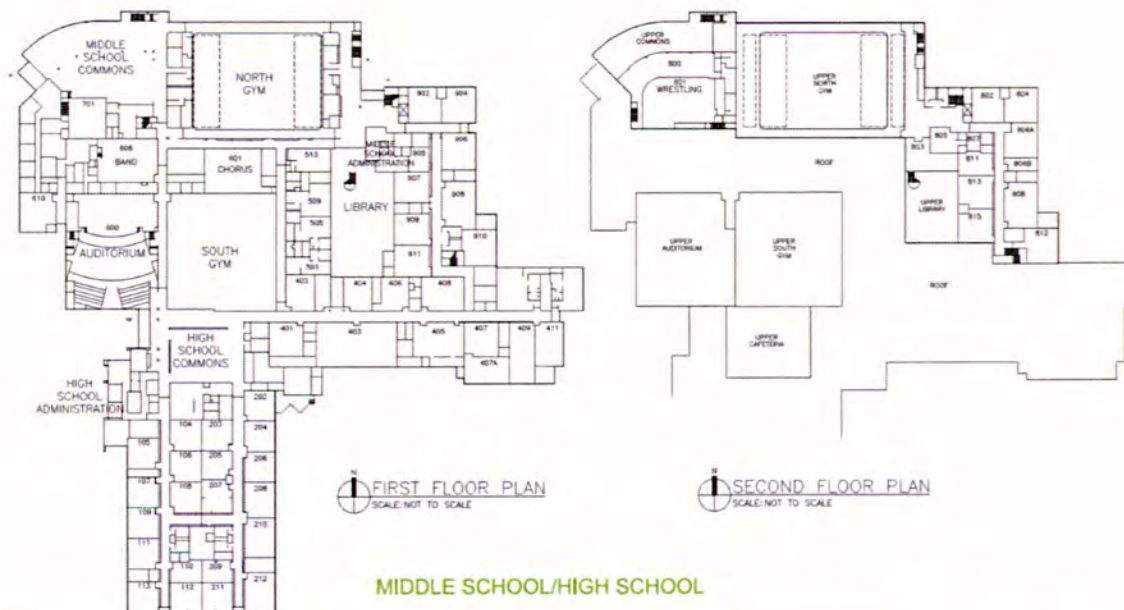 MIDDLE
SCHOOL
COMMONS
NORTH
GYM
701
902
904
906
BAND
601
CHORUS
513
MIDDLE
SCHOOL
ADMINISTRATION
905
907
908
509
505
LIBRARY
909
910
911
610
600
AUDITORIUM
SOUTH
GYM
501
402
404
406
408
401
403
405
407
409
411
407A
HIGH
SCHOOL
COMMONS
HIGH
SCHOOL
ADMINISTRATION
202
104
203
204
105
106
205
206
107
108
207
208
109
210
111
110
209
212
113
112
211
N
FIRST FLOOR PLAN
SCALE: NOT TO SCALE
UPPER
COMMONS
WRESTLING
UPPER
NORTH
GYM
ROOF
UPPER
LIBRARY
UPPER
AUDITORIUM
UPPER
SOUTH
GYM
ROOF
UPPER
CAFETERIA
N
SECOND FLOOR PLAN
SCALE: NOT TO SCALE
MIDDLE SCHOOL/HIGH SCHOOL